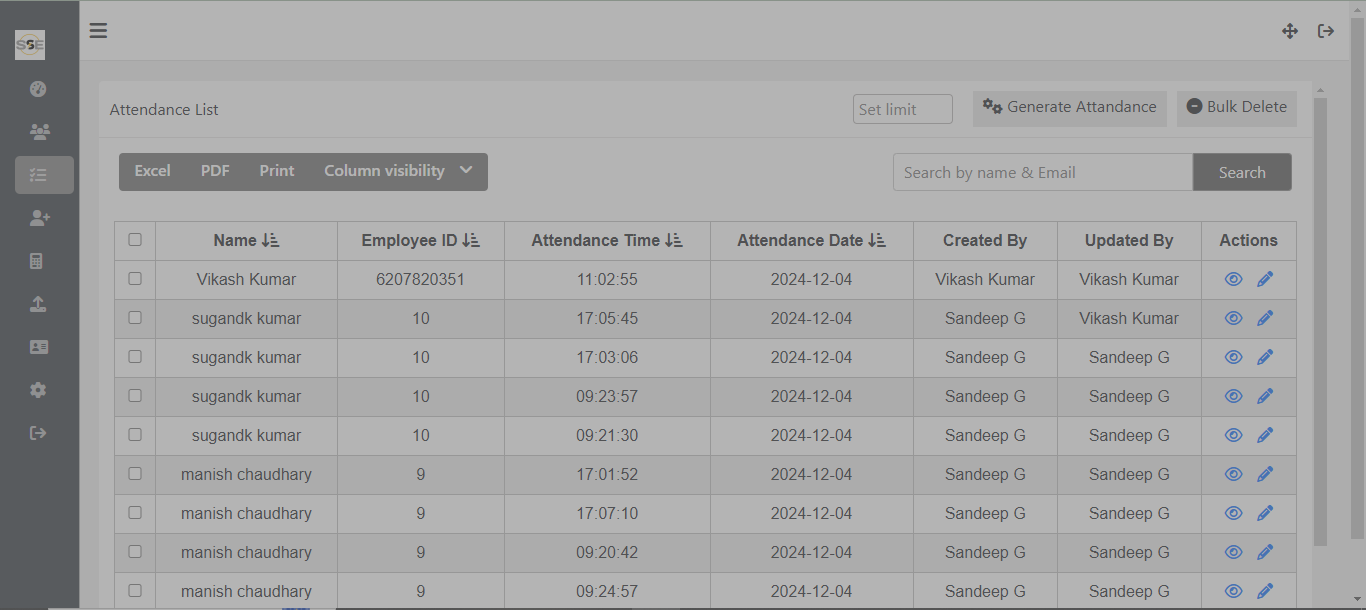 SSE
Attendance List
Set limit
Generate Attandance
Bulk Delete
Excel PDF Print Column visibility
Search by name & Email
Search
Name Employee ID Attendance Time Attendance Date Created By Updated By Actions
Vikash Kumar 6207820351 11:02:55 2024-12-04 Vikash Kumar Vikash Kumar
sugandk kumar 10 17:05:45 2024-12-04 Sandeep G Vikash Kumar
sugandk kumar 10 17:03:06 2024-12-04 Sandeep G Sandeep G
sugandk kumar 10 09:23:57 2024-12-04 Sandeep G Sandeep G
sugandk kumar 10 09:21:30 2024-12-04 Sandeep G Sandeep G
manish chaudhary 9 17:01:52 2024-12-04 Sandeep G Sandeep G
manish chaudhary 9 17:07:10 2024-12-04 Sandeep G Sandeep G
manish chaudhary 9 09:20:42 2024-12-04 Sandeep G Sandeep G
manish chaudhary 9 09:24:57 2024-12-04 Sandeep G Sandeep G